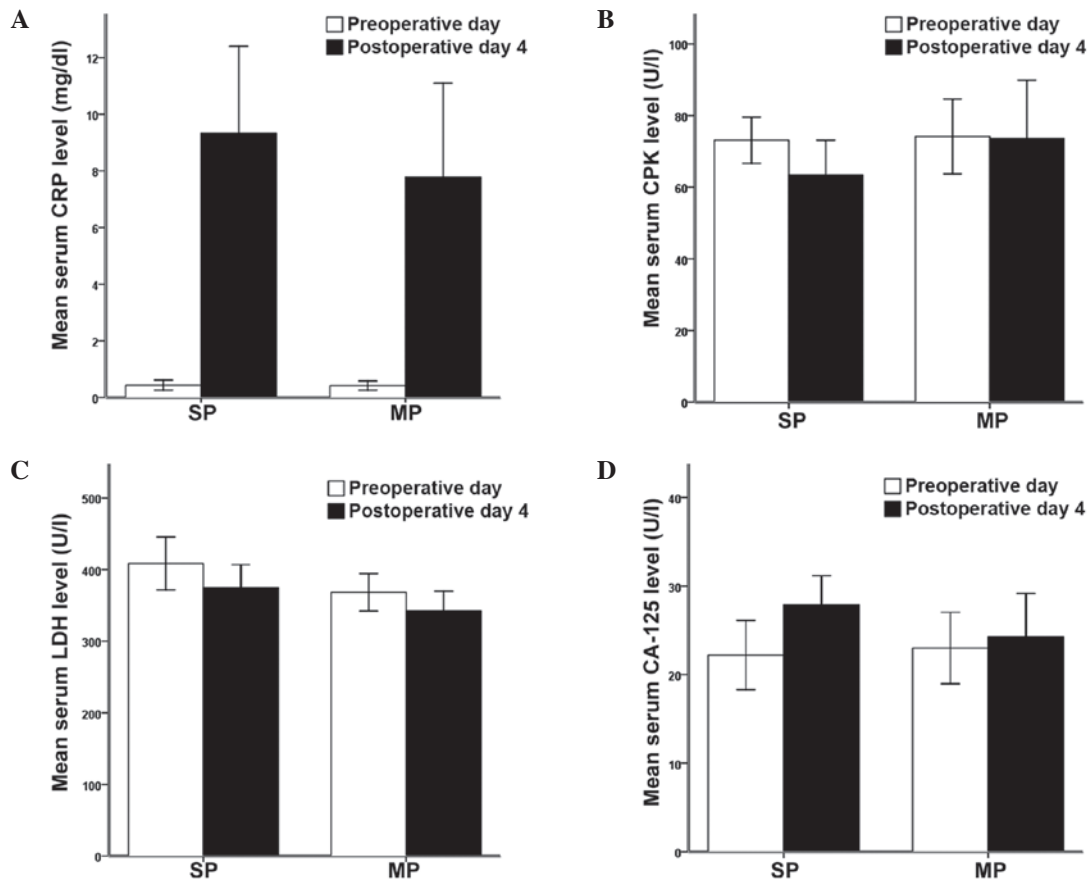 A
Mean serum CRP level (mg/dl)
Preoperative day
Postoperative day 4
12
10
8
6
4
2
0
SP
MP
B
Mean serum CPK level (U/l)
Preoperative day
Postoperative day 4
100
80
60
40
20
0
SP
MP
C
Mean serum LDH level (U/l)
Preoperative day
Postoperative day 4
500
400
300
200
100
0
SP
MP
D
Mean serum CA-125 level (U/l)
Preoperative day
Postoperative day 4
40
30
20
10
0
SP
MP